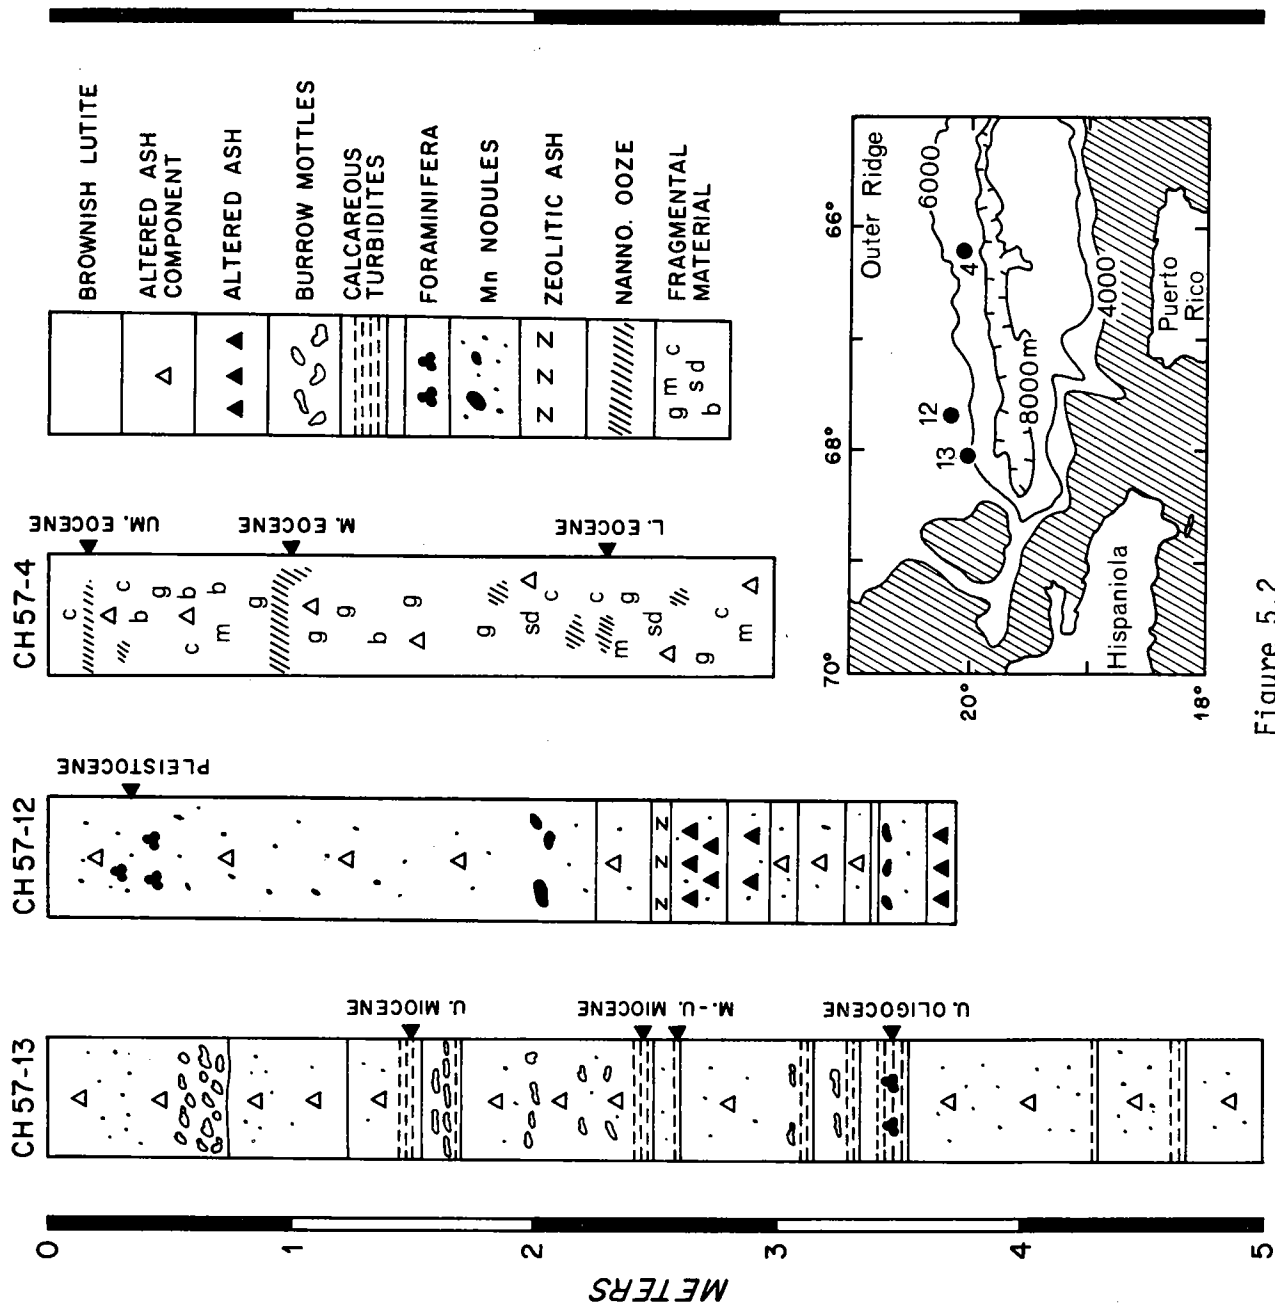 METERS
0
1
2
3
4
5
CH57-13
U. MIOCENE
M.-U. MIOCENE
U. OLIGOCENE
CH57-12
PLEISTOCENE
Z Z Z
CH57-4
UM. EOCENE
M. EOCENE
L. EOCENE
c
c
b
g
c b
m b
g
g
g
b
g
g
sd
c
c
m g
sd
g
c
m
BROWNISH LUTITE
ALTERED ASH
COMPONENT
ALTERED ASH
BURROW MOTTLES
CALCAREOUS
TURBIDITES
FORAMINIFERA
Mn NODULES
Z Z Z
ZEOLITIC ASH
NANNO. OOZE
g m c
b s d
FRAGMENTAL
MATERIAL
70°
68°
66°
20°
18°
Outer Ridge
6000
13
12
4
8000m
4000
Hispaniola
Puerto
Rico
Figure 5.2